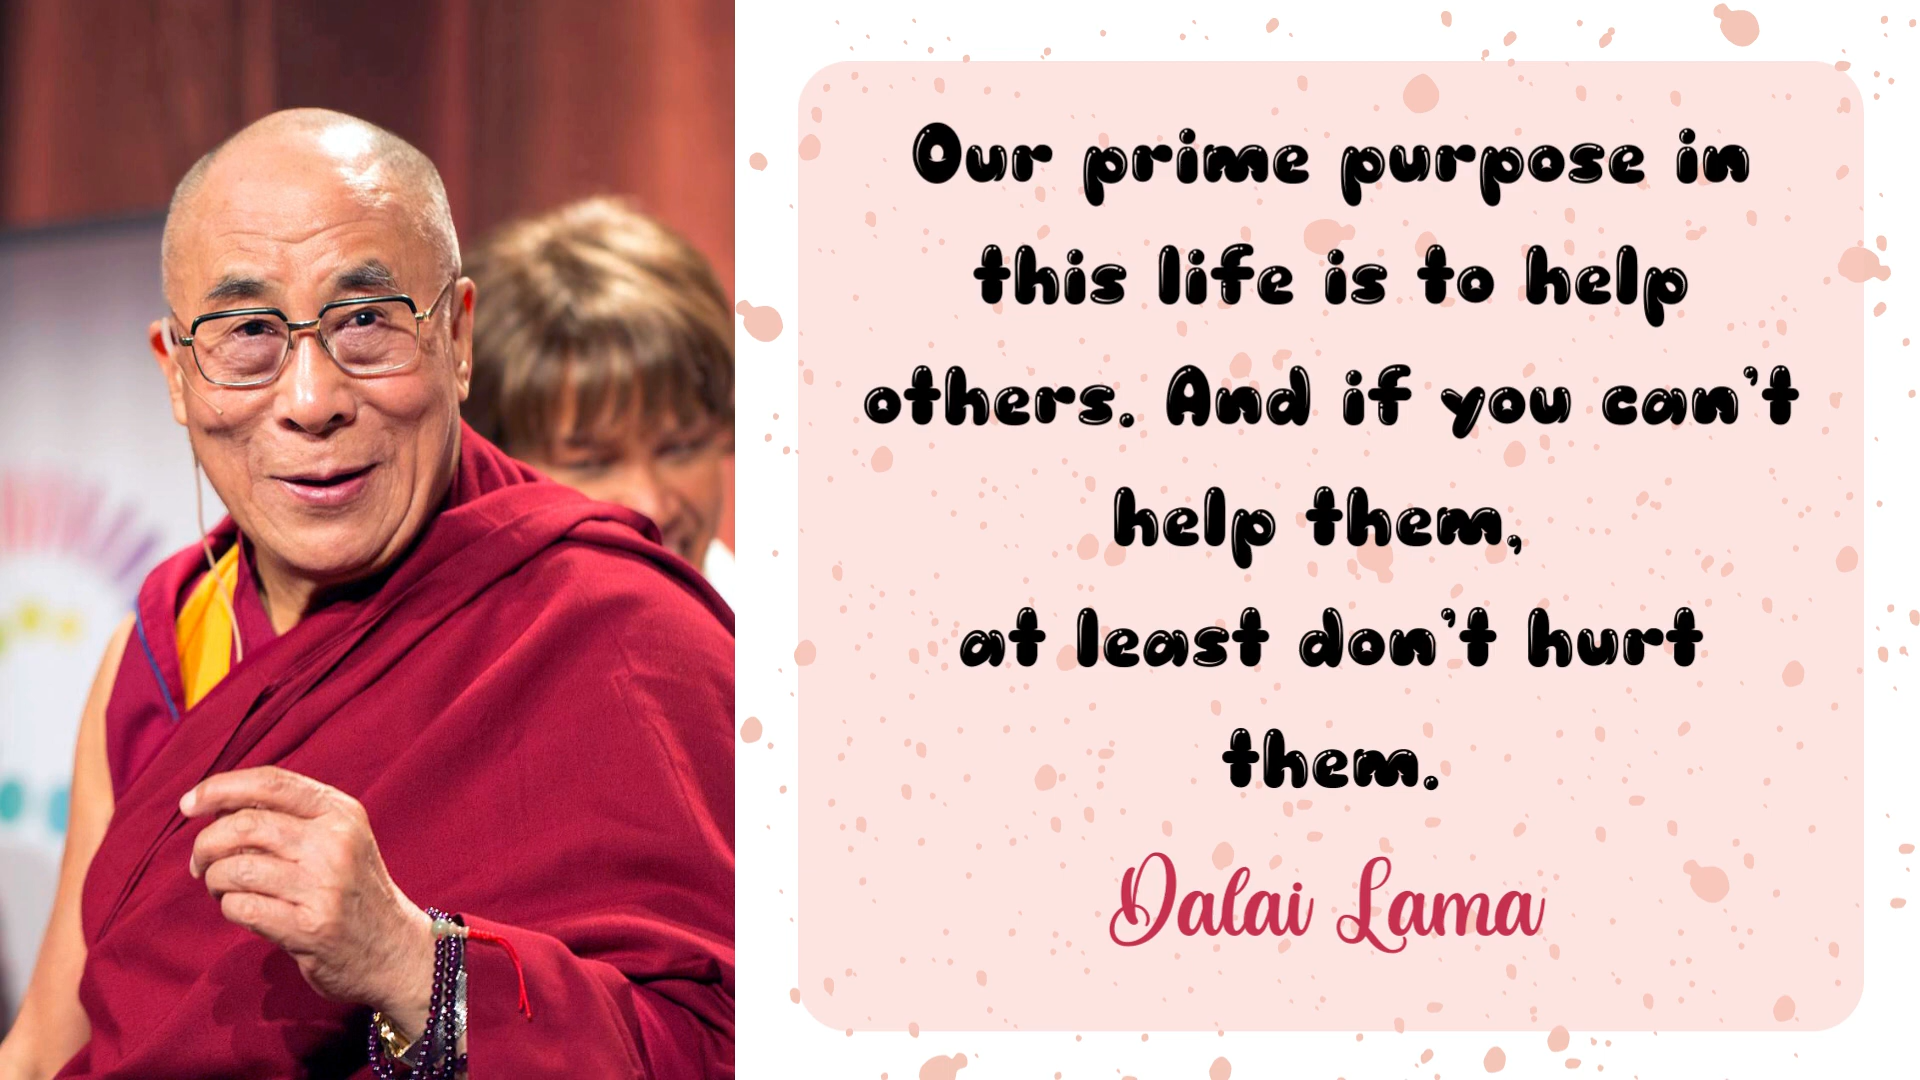 Our prime purpose in
this life is to help
others. And if you can't
help them,
at least don't hurt
them.
Dalai Lama